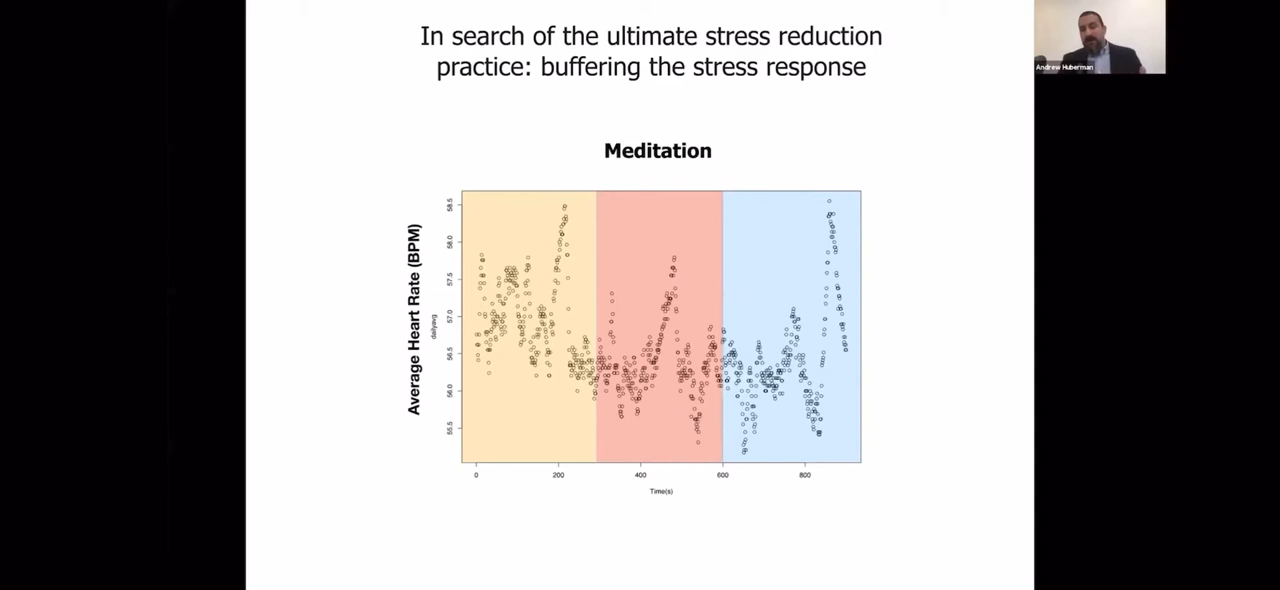 In search of the ultimate stress reduction
practice: buffering the stress response
Andrew Huberman
Meditation
Average Heart Rate (BPM)
dailyavg
58.5
58.0
57.5
57.0
56.5
56.0
55.5
0 200 400 600 800
Time(s)